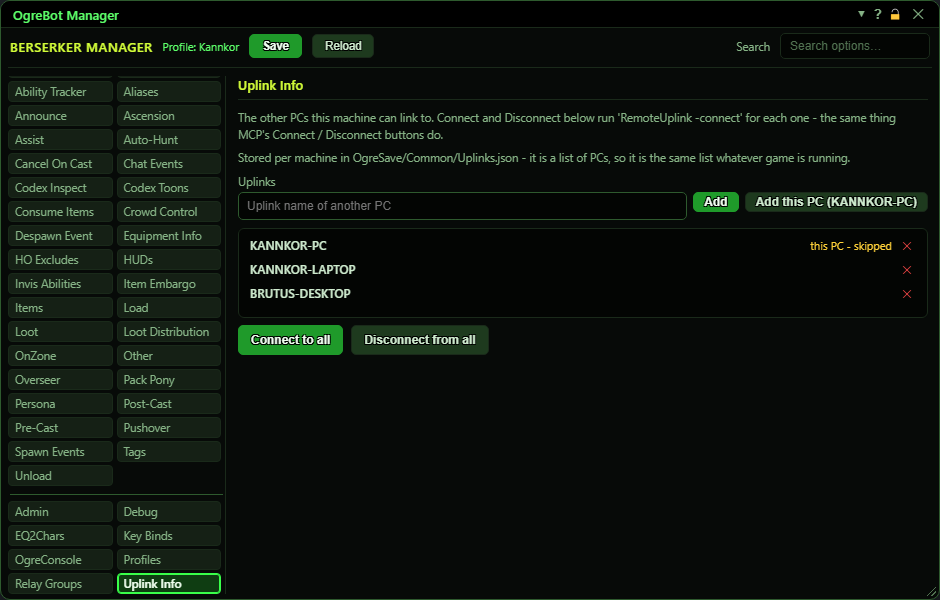 OgreBot Manager
?
BERSERKER MANAGER Profile: Kannkor Save Reload Search Search options...
Ability Tracker Aliases
Announce Ascension
Assist Auto-Hunt
Cancel On Cast Chat Events
Codex Inspect Codex Toons
Consume Items Crowd Control
Despawn Event Equipment Info
HO Excludes HUDs
Invis Abilities Item Embargo
Items Load
Loot Loot Distribution
OnZone Other
Overseer Pack Pony
Persona Post-Cast
Pre-Cast Pushover
Spawn Events Tags
Unload
Admin Debug
EQ2Chars Key Binds
OgreConsole Profiles
Relay Groups Uplink Info
Uplink Info
The other PCs this machine can link to. Connect and Disconnect below run 'RemoteUplink -connect' for each one - the same thing
MCP's Connect / Disconnect buttons do.
Stored per machine in OgreSave/Common/Uplinks.json - it is a list of PCs, so it is the same list whatever game is running.
Uplinks
Uplink name of another PC Add Add this PC (KANNKOR-PC)
KANNKOR-PC this PC - skipped
KANNKOR-LAPTOP
BRUTUS-DESKTOP
Connect to all Disconnect from all